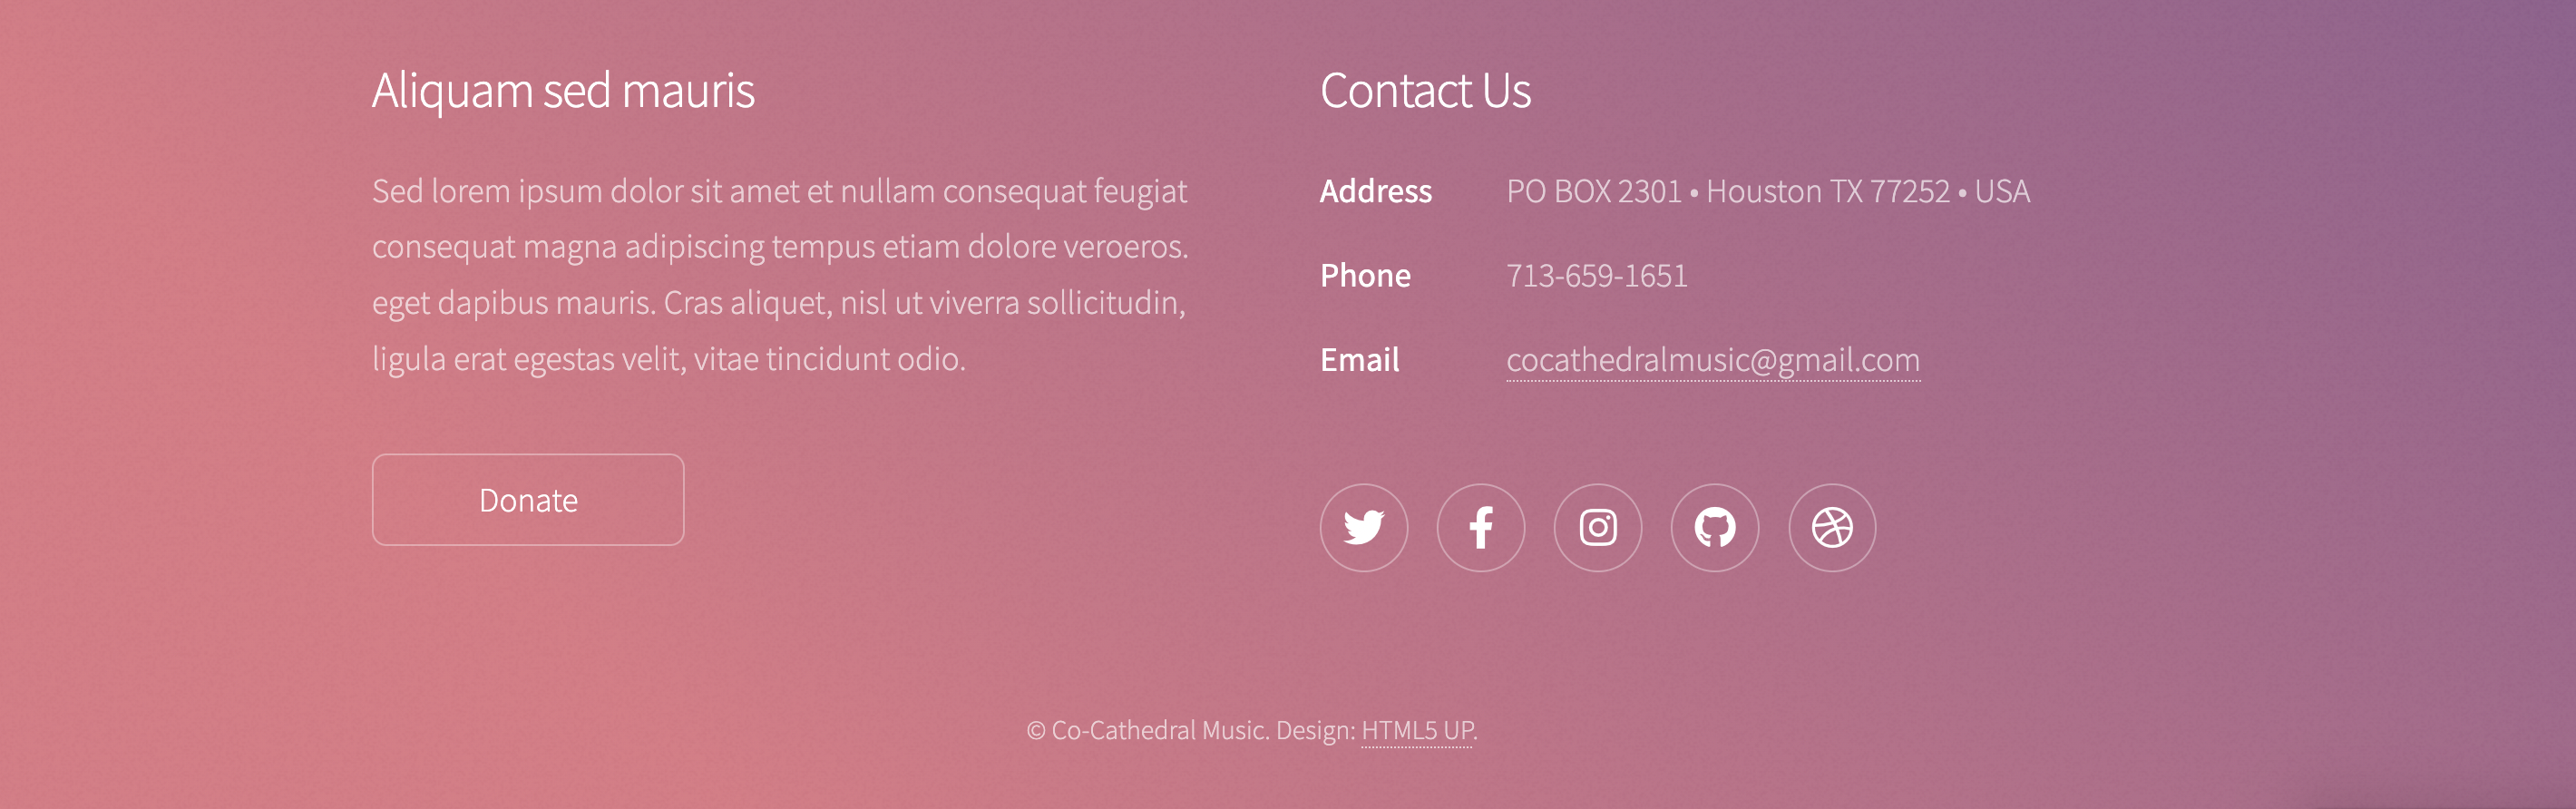 Aliquam sed mauris
Sed lorem ipsum dolor sit amet et nullam consequat feugiat
consequat magna adipiscing tempus etiam dolore veroeros.
eget dapibus mauris. Cras aliquet, nisl ut viverra sollicitudin,
ligula erat egestas velit, vitae tincidunt odio.
Donate
Contact Us
Address PO BOX 2301 • Houston TX 77252 • USA
Phone 713-659-1651
Email cocathedralmusic@gmail.com
© Co-Cathedral Music. Design: HTML5 UP.